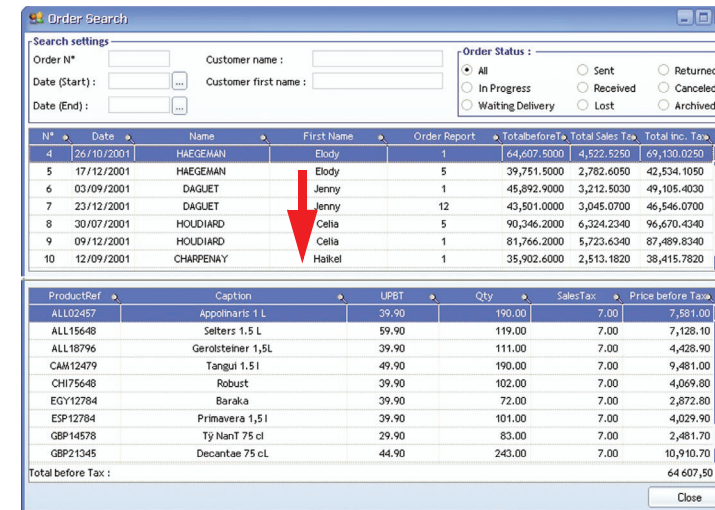 Order Search
Search settings
Order N°
Customer name :
Date (Start) :
...
Customer first name :
Date (End) :
...
Order Status :
All
Sent
Returned
In Progress
Received
Canceled
Waiting Delivery
Lost
Archived
N° Date Name First Name Order Report TotalbeforeTa Total Sales Tax Total inc. Tax
4 26/10/2001 HAEGEMAN Elody 1 64,607.5000 4,522.5250 69,130.0250
5 17/12/2001 HAEGEMAN Elody 5 39,751.5000 2,782.6050 42,534.1050
6 03/09/2001 DAGUET Jenny 1 45,892.9000 3,212.5030 49,105.4030
7 23/12/2001 DAGUET Jenny 12 43,501.0000 3,045.0700 46,546.0700
8 30/07/2001 HOUDIARD Celia 5 90,346.2000 6,324.2340 96,670.4340
9 09/12/2001 HOUDIARD Celia 1 81,766.2000 5,723.6340 87,489.8340
10 12/09/2001 CHARPENAY Haikel 1 35,902.6000 2,513.1820 38,415.7820
ProductRef Caption UPBT Qty SalesTax Price before Tax
ALL02457 Appolinaris 1 L 39.90 190.00 7.00 7,581.00
ALL15648 Selters 1.5 L 59.90 119.00 7.00 7,128.10
ALL18796 Gerolsteiner 1,5L 39.90 111.00 7.00 4,428.90
CAM12479 Tangui 1.5 l 49.90 190.00 7.00 9,481.00
CHI75648 Robust 39.90 102.00 7.00 4,069.80
EGY12784 Baraka 39.90 72.00 7.00 2,872.80
ESP12784 Primavera 1,5 l 39.90 101.00 7.00 4,029.90
GBP14578 Tÿ NanT 75 cl 29.90 83.00 7.00 2,481.70
GBP21345 Decantae 75 cL 44.90 243.00 7.00 10,910.70
Total before Tax : 64 607,50
Close